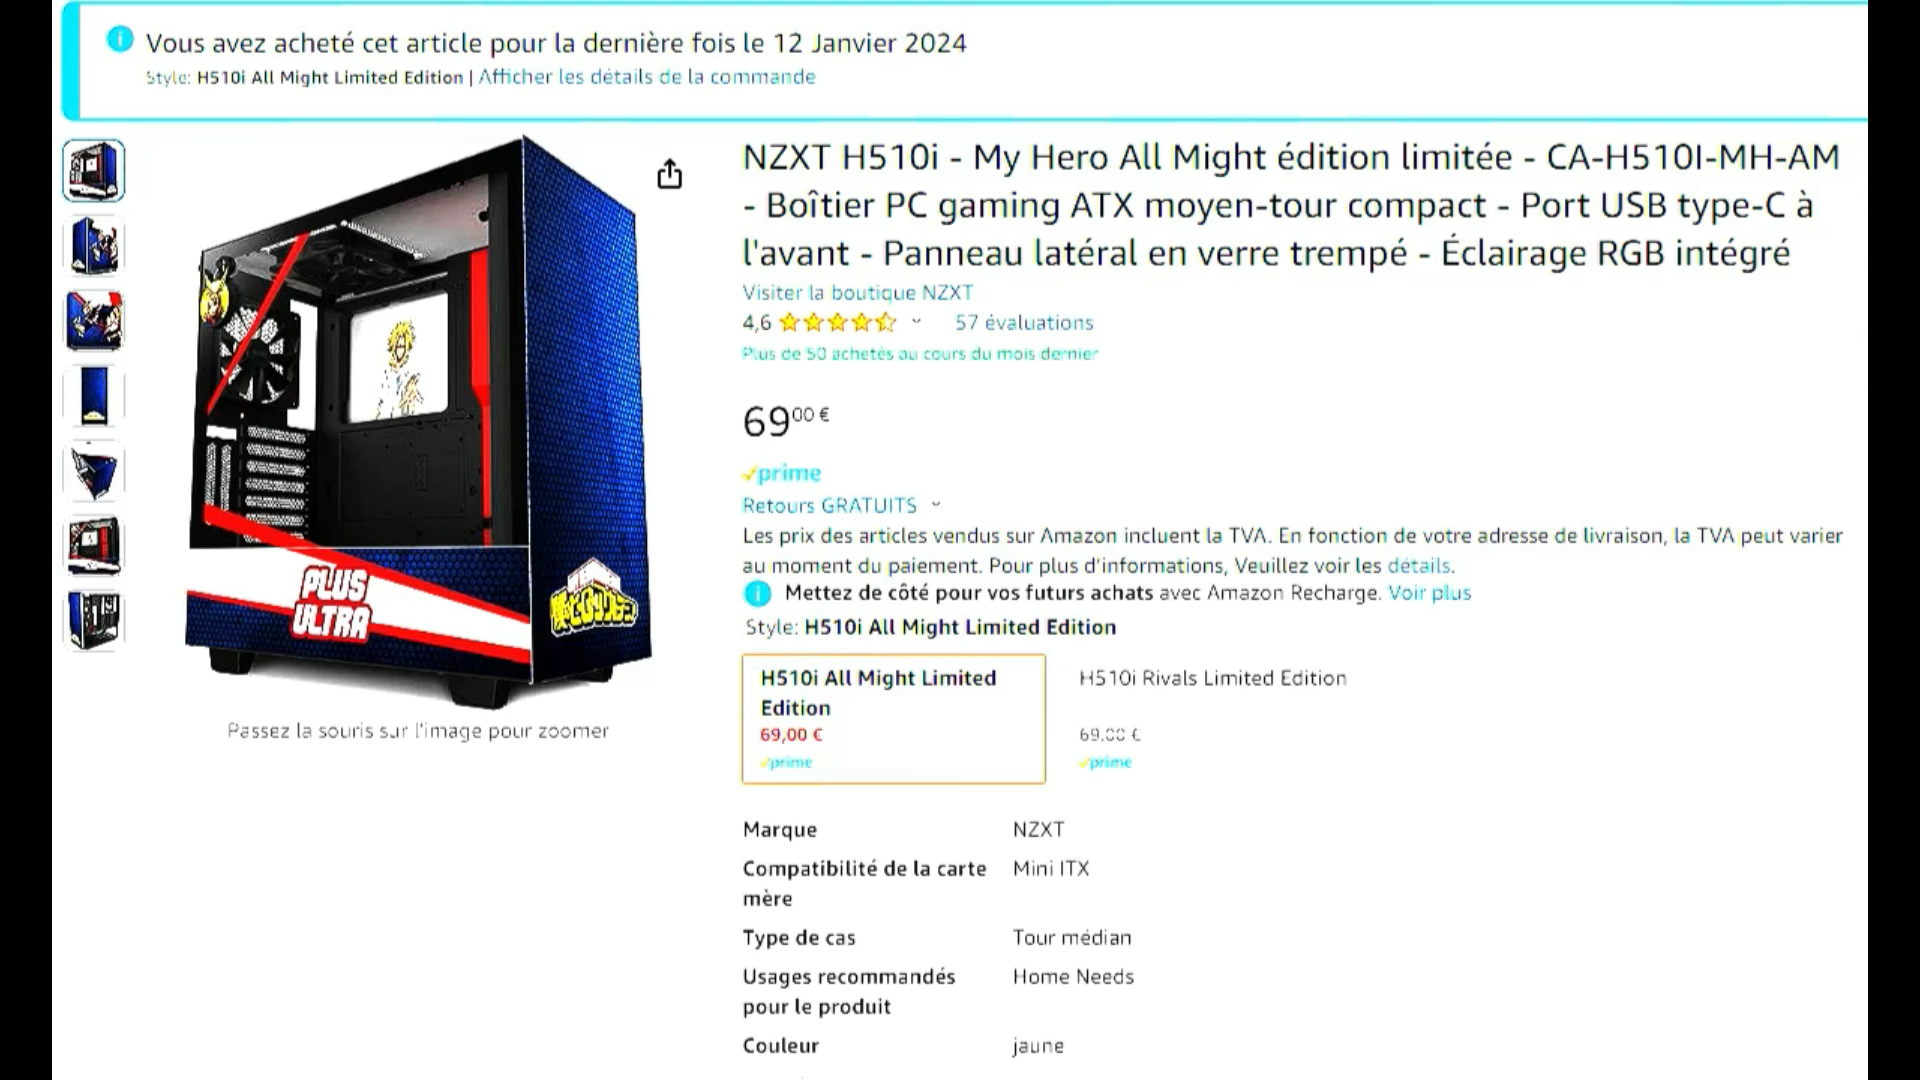 Vous avez acheté cet article pour la dernière fois le 12 Janvier 2024
Style: H510i All Might Limited Edition | Afficher les détails de la commande
NZXT H510i - My Hero All Might édition limitée - CA-H510I-MH-AM
- Boîtier PC gaming ATX moyen-tour compact - Port USB type-C à
l'avant - Panneau latéral en verre trempé - Éclairage RGB intégré
Visiter la boutique NZXT
4,6 57 évaluations
Plus de 50 achetés au cours du mois dernier
69,00 €
prime
Retours GRATUITS
Les prix des articles vendus sur Amazon incluent la TVA. En fonction de votre adresse de livraison, la TVA peut varier
au moment du paiement. Pour plus d'informations, Veuillez voir les détails.
Mettez de côté pour vos futurs achats avec Amazon Recharge. Voir plus
Style: H510i All Might Limited Edition
H510i All Might Limited
Edition
69,00 €
prime
H510i Rivals Limited Edition
69,00 €
prime
PLUS
ULTRA
Passez la souris sur l'image pour zoomer
Marque NZXT
Compatibilité de la carte
mère Mini ITX
Type de cas Tour médian
Usages recommandés
pour le produit Home Needs
Couleur jaune